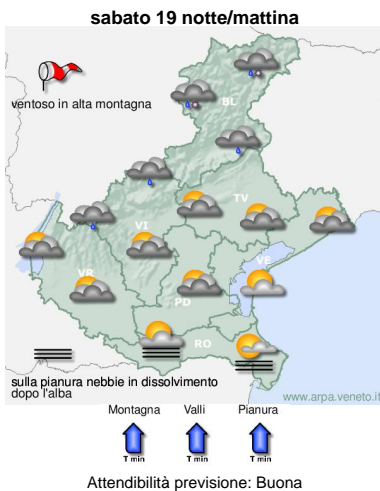 sabato 19 notte/mattina
BL
ventoso in alta montagna
TV
VI
VE
VR
PD
RO
sulla pianura nebbie in dissolvimento
dopo l'alba
www.arpa.veneto.it
Montagna Valli Pianura
T min T min T min
Attendibilità previsione: Buona